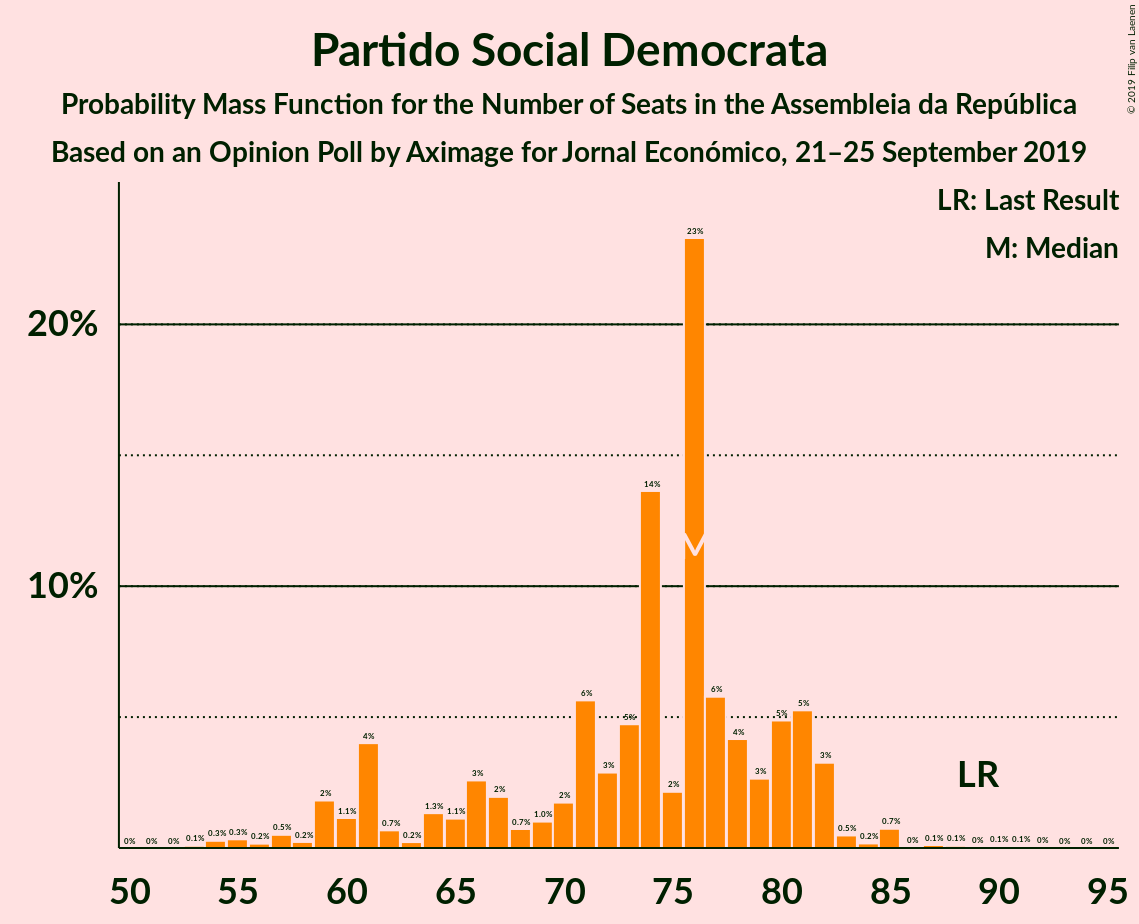 Partido Social Democrata
Probability Mass Function for the Number of Seats in the Assembleia da República
Based on an Opinion Poll by Aximage for Jornal Económico, 21–25 September 2019
© 2019 Filip van Laenen
LR: Last Result
M: Median
20%
10%
0% 0% 0% 0.1% 0.3% 0.3% 0.2% 0.5% 0.2% 2% 1.1% 4% 0.7% 0.2% 1.3% 1.1% 3% 2% 0.7% 1.0% 2% 6% 3% 5% 14% 2% 23% 6% 4% 3% 5% 5% 3% 0.5% 0.2% 0.7% 0% 0.1% 0.1% 0% 0.1% 0.1% 0% 0% 0% 0%
M
LR
50 55 60 65 70 75 80 85 90 95